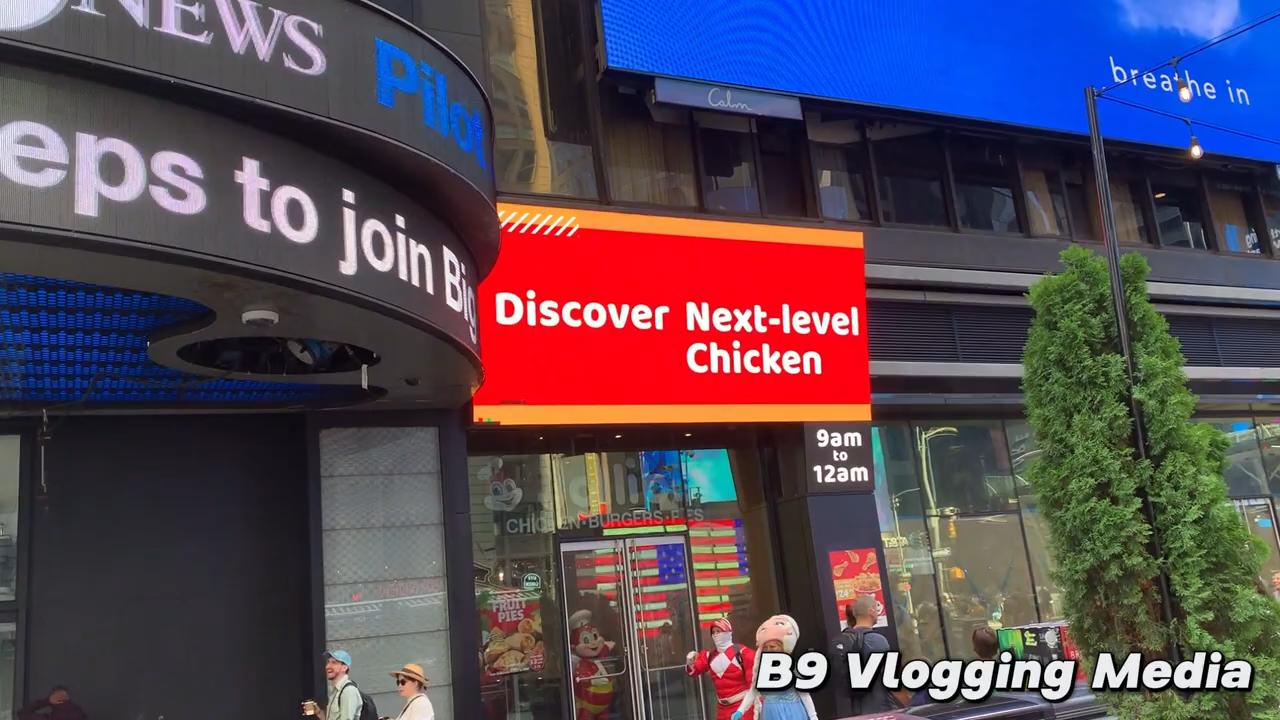 NEWS
Pilot
eps to join Big
Calm
breathe in
Discover Next-level
Chicken
9am
to
12am
CHICKEN·BURGERS·PIES
FRUIT
PIES
B9 Vlogging Media